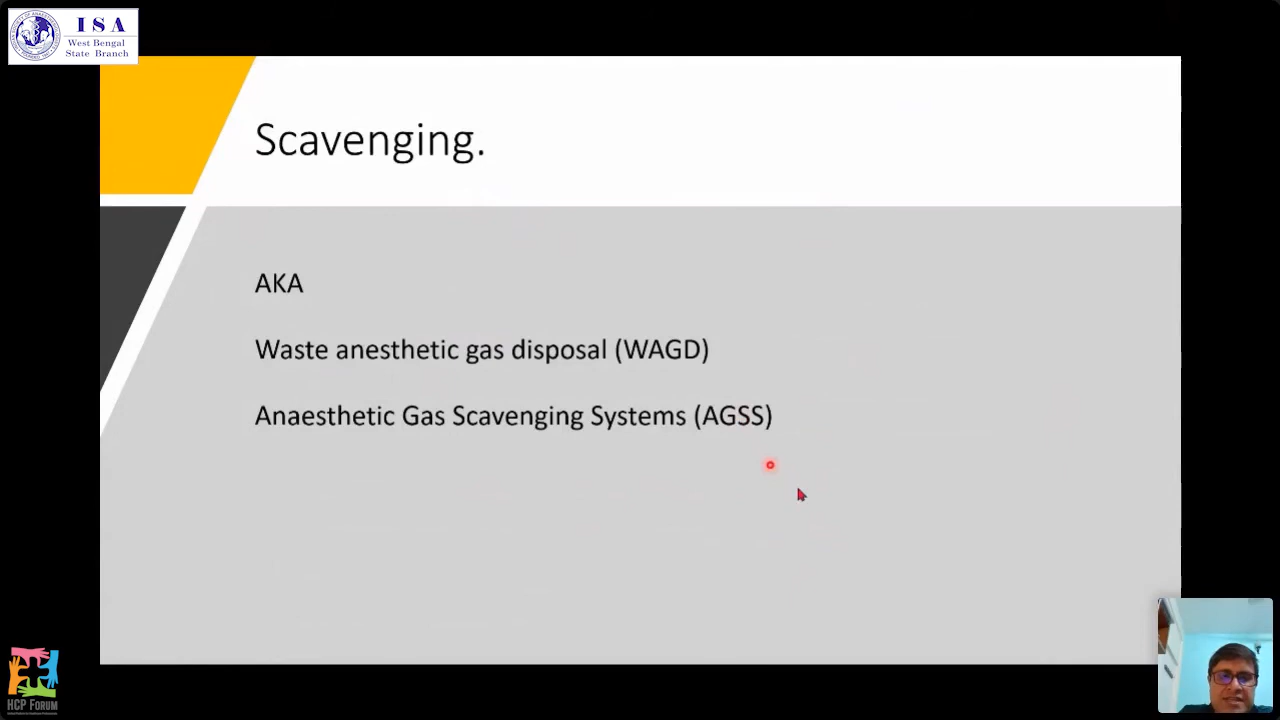 ISA
West Bengal
State Branch
Scavenging.
AKA
Waste anesthetic gas disposal (WAGD)
Anaesthetic Gas Scavenging Systems (AGSS)
HCP FORUM